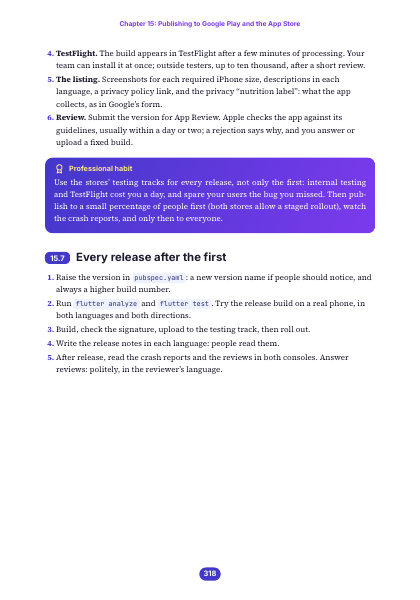 Chapter 15: Publishing to Google Play and the App Store
4. TestFlight. The build appears in TestFlight after a few minutes of processing. Your
team can install it at once; outside testers, up to ten thousand, after a short review.
5. The listing. Screenshots for each required iPhone size, descriptions in each
language, a privacy policy link, and the privacy “nutrition label”: what the app
collects, as in Google’s form.
6. Review. Submit the version for App Review. Apple checks the app against its
guidelines, usually within a day or two; a rejection says why, and you answer or
upload a fixed build.
Professional habit
Use the stores’ testing tracks for every release, not only the first: internal testing
and TestFlight cost you a day, and spare your users the bug you missed. Then pub-
lish to a small percentage of people first (both stores allow a staged rollout), watch
the crash reports, and only then to everyone.
15.7 Every release after the first
1. Raise the version in pubspec.yaml: a new version name if people should notice, and
always a higher build number.
2. Run flutter analyze and flutter test. Try the release build on a real phone, in
both languages and both directions.
3. Build, check the signature, upload to the testing track, then roll out.
4. Write the release notes in each language: people read them.
5. After release, read the crash reports and the reviews in both consoles. Answer
reviews: politely, in the reviewer’s language.
318